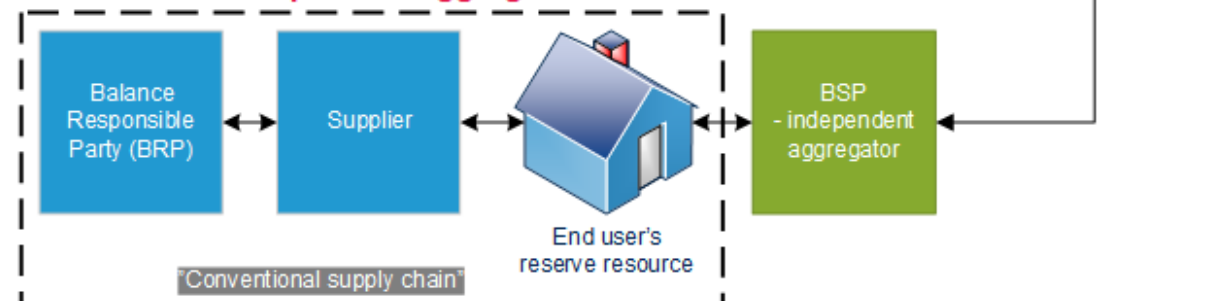 Balance
Responsible
Party (BRP)
Supplier
BSP
- independent
aggregator
End user's
reserve resource
"Conventional supply chain"